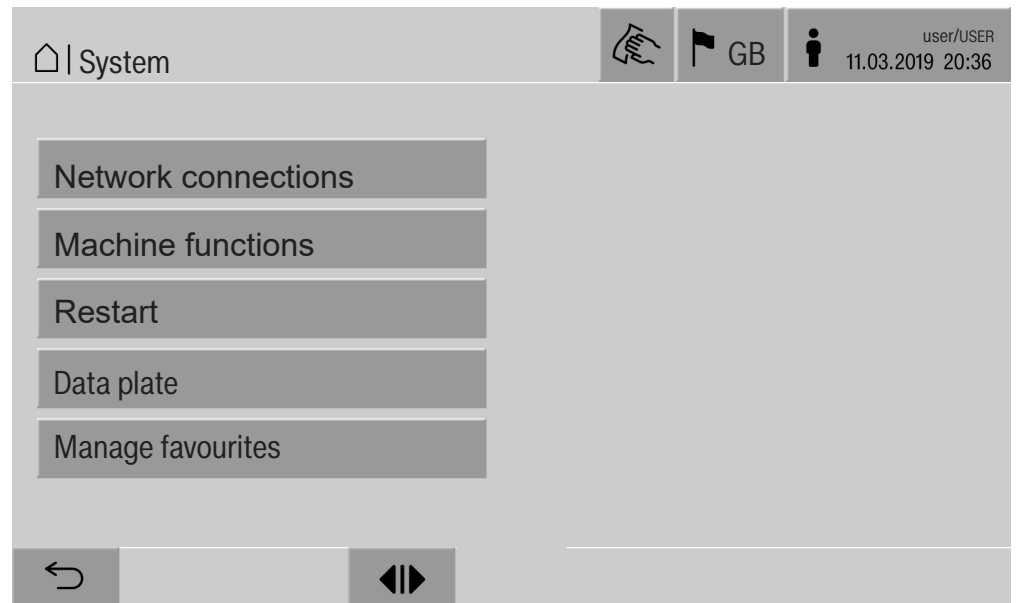 System
GB
user/USER
11.03.2019 20:36
Network connections
Machine functions
Restart
Data plate
Manage favourites